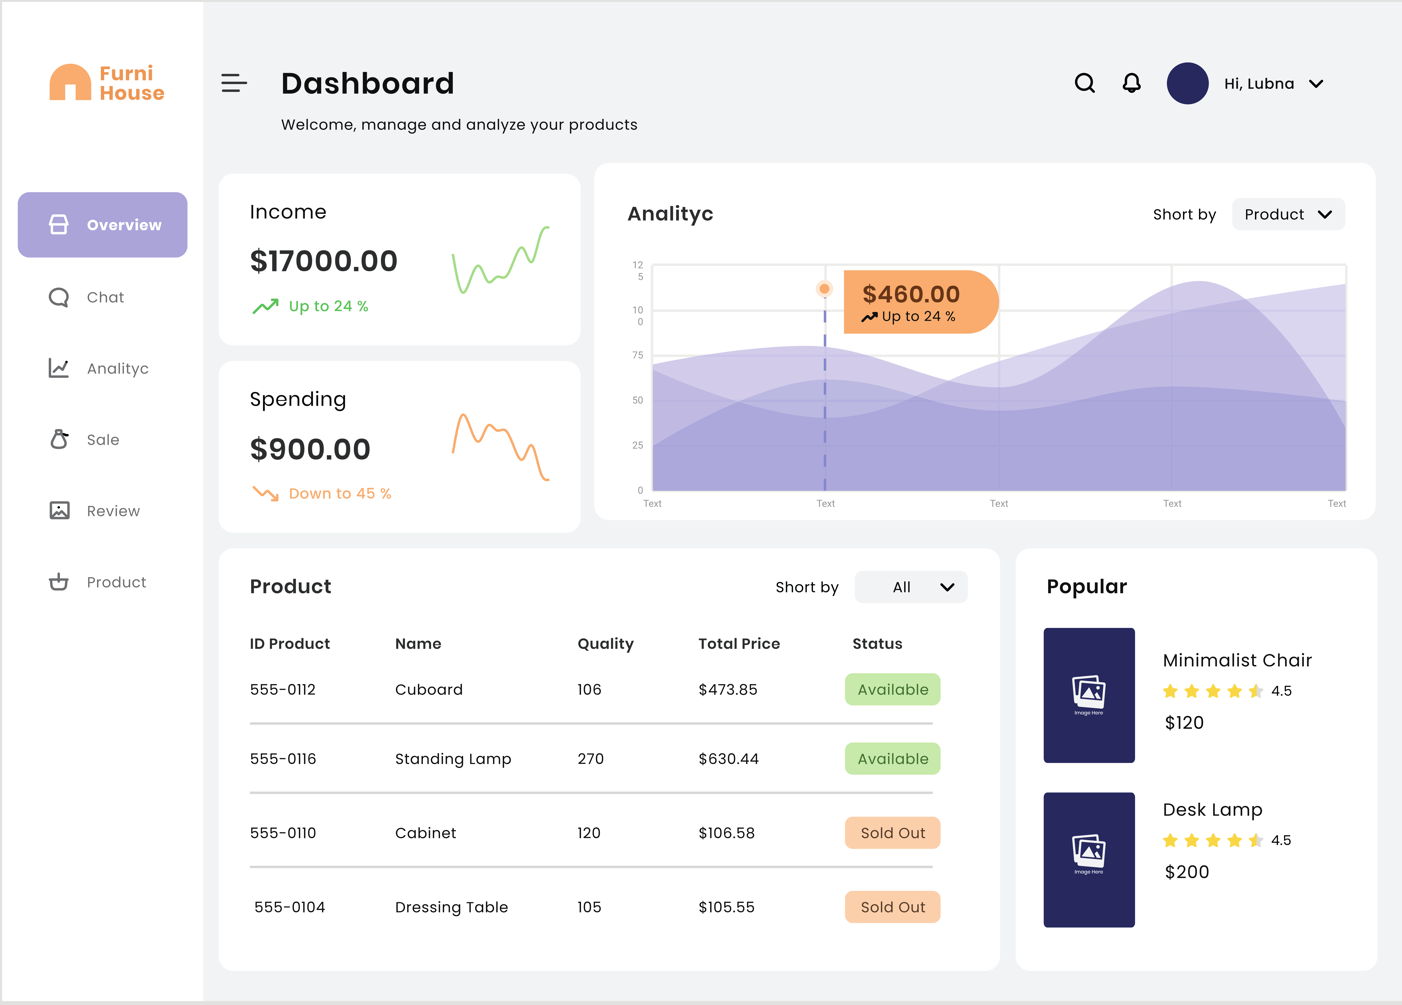 Furni
House
Dashboard
Welcome, manage and analyze your products
Hi, Lubna
Overview
Chat
Analityc
Sale
Review
Product
Income
$17000.00
Up to 24 %
Spending
$900.00
Down to 45 %
Analityc
Short by
Product
12
5
10
0
75
50
25
0
$460.00
Up to 24 %
Text Text Text Text Text
Product
Short by
All
ID Product Name Quality Total Price Status
555-0112 Cuboard 106 $473.85 Available
555-0116 Standing Lamp 270 $630.44 Available
555-0110 Cabinet 120 $106.58 Sold Out
555-0104 Dressing Table 105 $105.55 Sold Out
Popular
Image Here
Minimalist Chair
4.5
$120
Image Here
Desk Lamp
4.5
$200